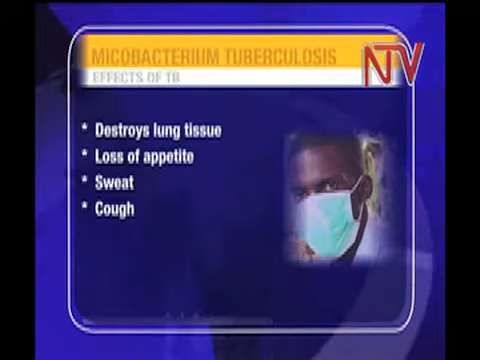 MICOBACTERIUM TUBERCULOSIS
NTV
EFFECTS OF TB
* Destroys lung tissue
* Loss of appetite
* Sweat
* Cough